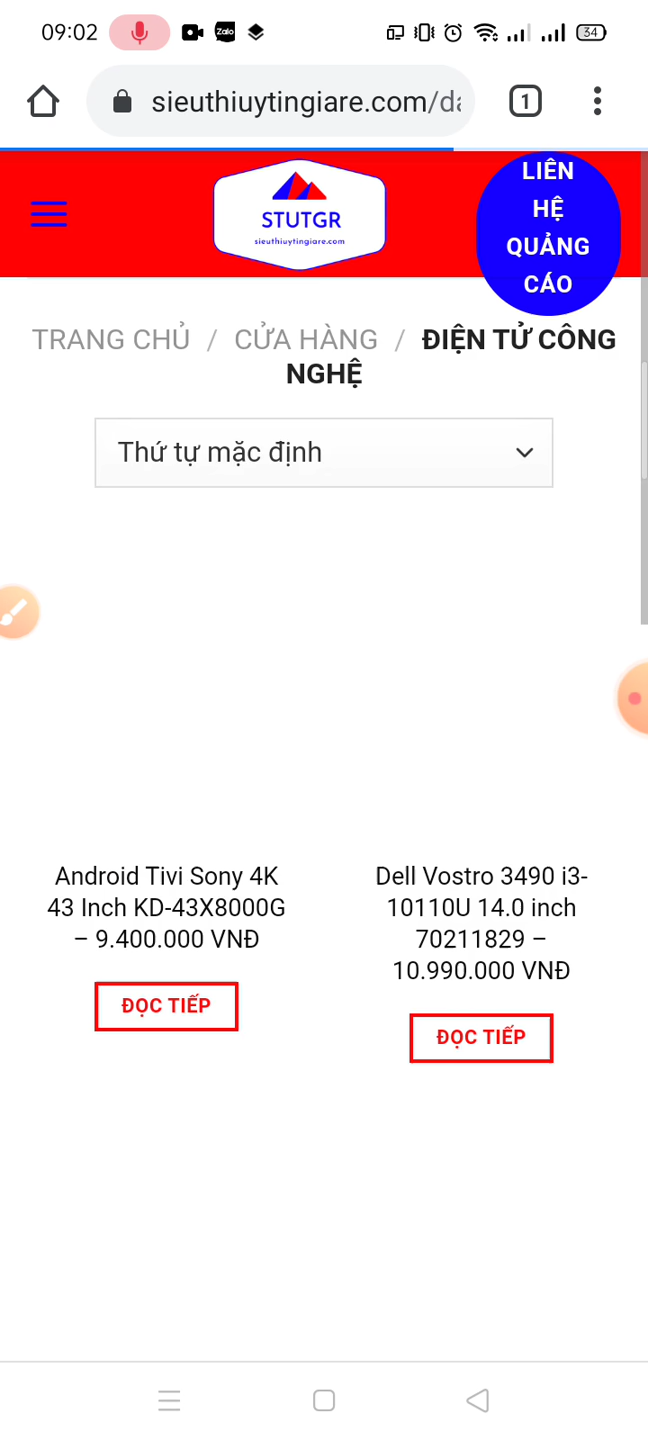 09:02
Zalo
34
sieuthiuytingiare.com/da
1
STUTGR
sieuthiuytingiare.com
LIÊN
HỆ
QUẢNG
CÁO
TRANG CHỦ / CỬA HÀNG / ĐIỆN TỬ CÔNG
NGHỆ
Thứ tự mặc định
Android Tivi Sony 4K
43 Inch KD-43X8000G
– 9.400.000 VNĐ
ĐỌC TIẾP
Dell Vostro 3490 i3-
10110U 14.0 inch
70211829 –
10.990.000 VNĐ
ĐỌC TIẾP